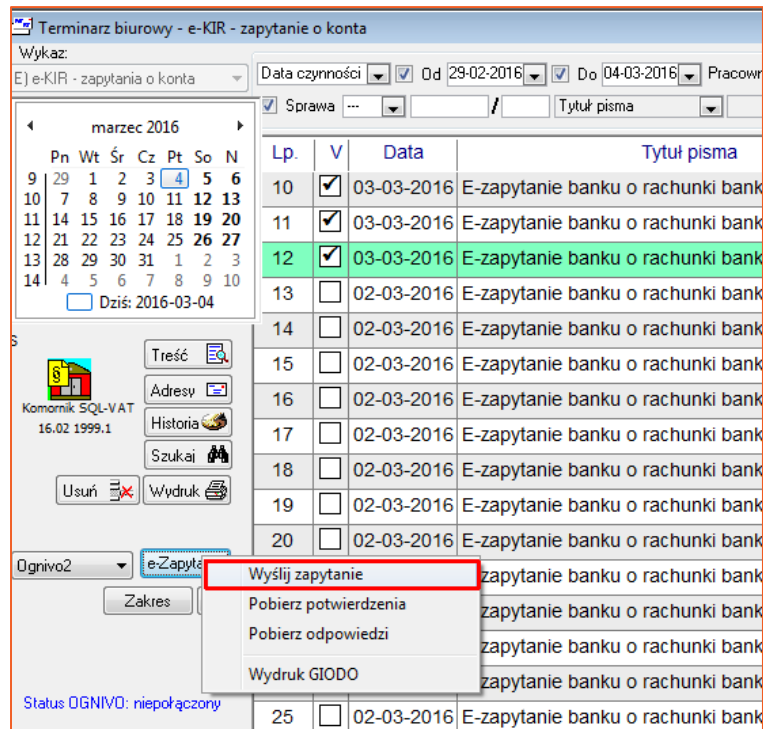 Terminarz biurowy - e-KIR - zapytanie o konta
Wykaz:
E) e-KIR - zapytania o konta
Data czynności Od 29-02-2016 Do 04-03-2016
Sprawa --- / Tytuł pisma
marzec 2016
Pn Wt Śr Cz Pt So N
9 29 1 2 3 4 5 6
10 7 8 9 10 11 12 13
11 14 15 16 17 18 19 20
12 21 22 23 24 25 26 27
13 28 29 30 31 1 2 3
14 4 5 6 7 8 9 10
Dziś: 2016-03-04
Lp. V Data Tytuł pisma
10 03-03-2016 E-zapytanie banku o rachunki bank
11 03-03-2016 E-zapytanie banku o rachunki bank
12 03-03-2016 E-zapytanie banku o rachunki bank
13 02-03-2016 E-zapytanie banku o rachunki bank
14 02-03-2016 E-zapytanie banku o rachunki bank
15 02-03-2016 E-zapytanie banku o rachunki bank
16 02-03-2016 E-zapytanie banku o rachunki bank
17 02-03-2016 E-zapytanie banku o rachunki bank
18 02-03-2016 E-zapytanie banku o rachunki bank
19 02-03-2016 E-zapytanie banku o rachunki bank
20 02-03-2016 E-zapytanie banku o rachunki bank
zapytanie banku o rachunki bank
zapytanie banku o rachunki bank
zapytanie banku o rachunki bank
zapytanie banku o rachunki bank
25 02-03-2016 E-zapytanie banku o rachunki bank
Komornik SQL-VAT
16.02 1999.1
Treść
Adresy
Historia
Szukaj
Usuń Wydruk
Ognivo2 e-Zapyta
Zakres
Wyślij zapytanie
Pobierz potwierdzenia
Pobierz odpowiedzi
Wydruk GIODO
Status OGNIVO: niepołączony